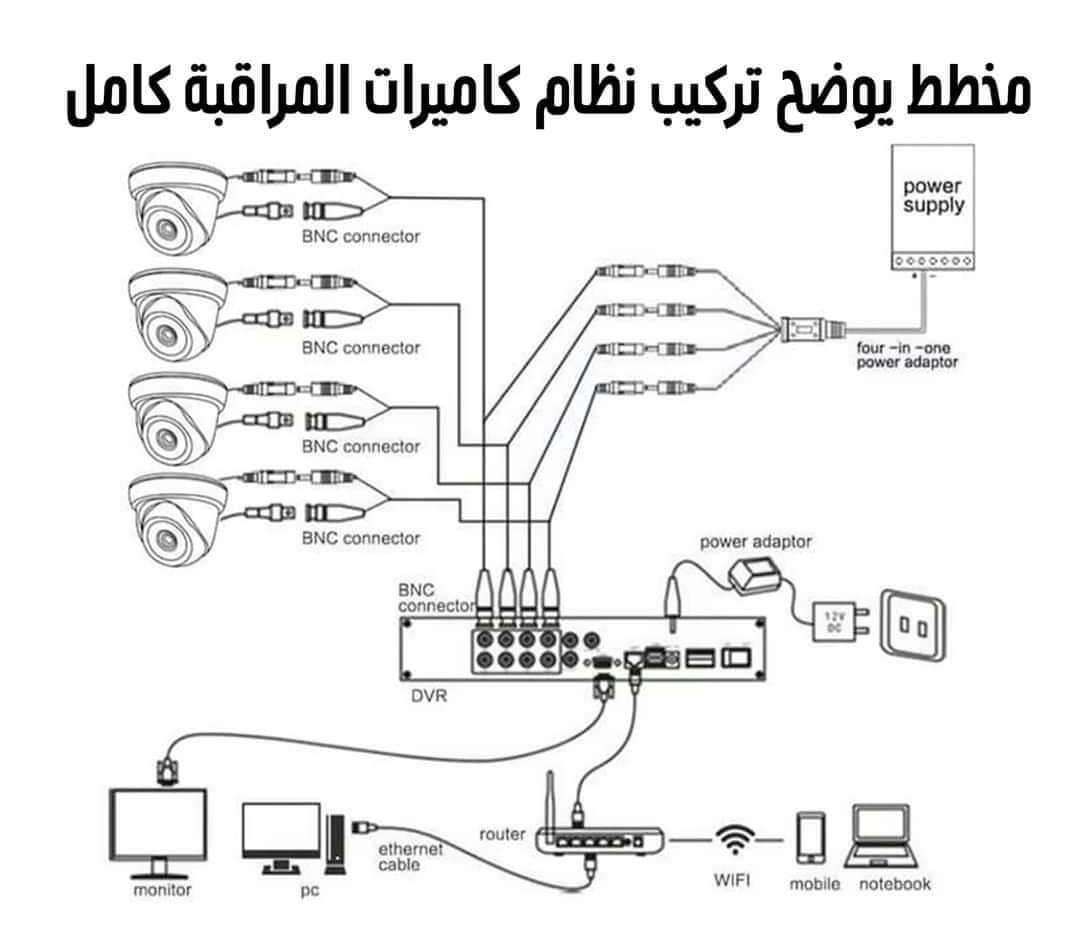 مخطط يوضح تركيب نظام كاميرات المراقبة كامل
power
supply
BNC connector
+ −
BNC connector
four -in -one
power adaptor
BNC connector
BNC connector
power adaptor
BNC
connector
12V
DC
DVR
router
ethernet
cable
monitor
pc
WIFI
mobile
notebook